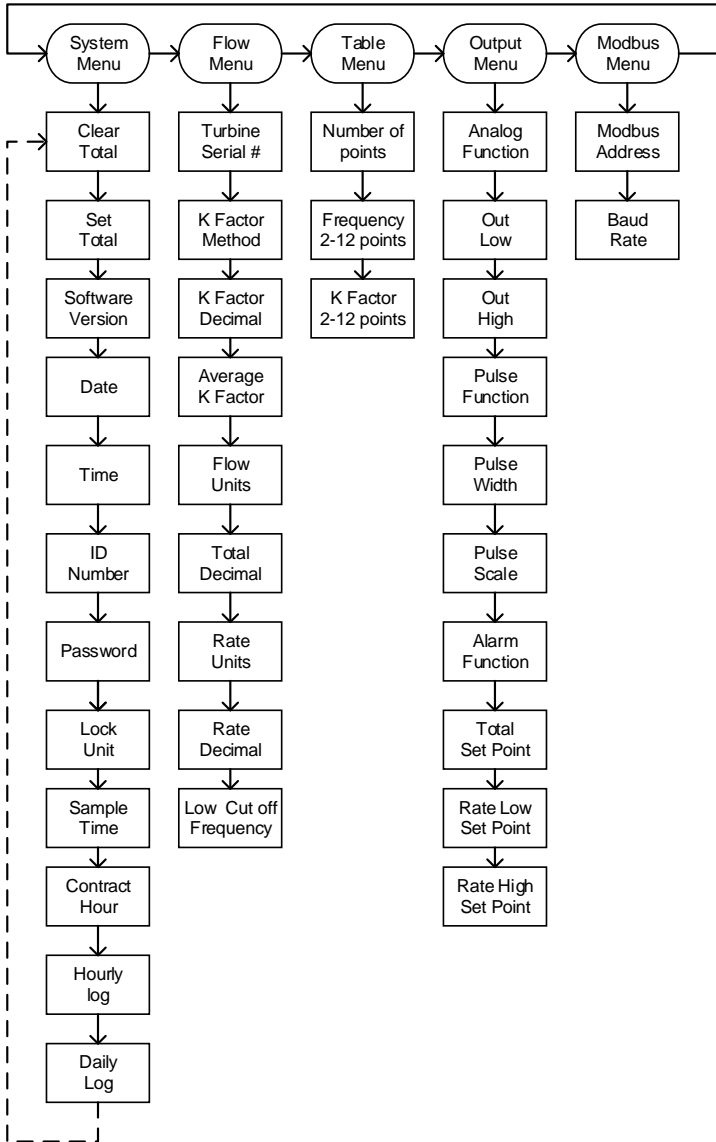 System
Menu
Flow
Menu
Table
Menu
Output
Menu
Modbus
Menu
Clear
Total
Set
Total
Software
Version
Date
Time
ID
Number
Password
Lock
Unit
Sample
Time
Contract
Hour
Hourly
log
Daily
Log
Turbine
Serial #
K Factor
Method
K Factor
Decimal
Average
K Factor
Flow
Units
Total
Decimal
Rate
Units
Rate
Decimal
Low Cut off
Frequency
Number of
points
Frequency
2-12 points
K Factor
2-12 points
Analog
Function
Out
Low
Out
High
Pulse
Function
Pulse
Width
Pulse
Scale
Alarm
Function
Total
Set Point
Rate Low
Set Point
Rate High
Set Point
Modbus
Address
Baud
Rate